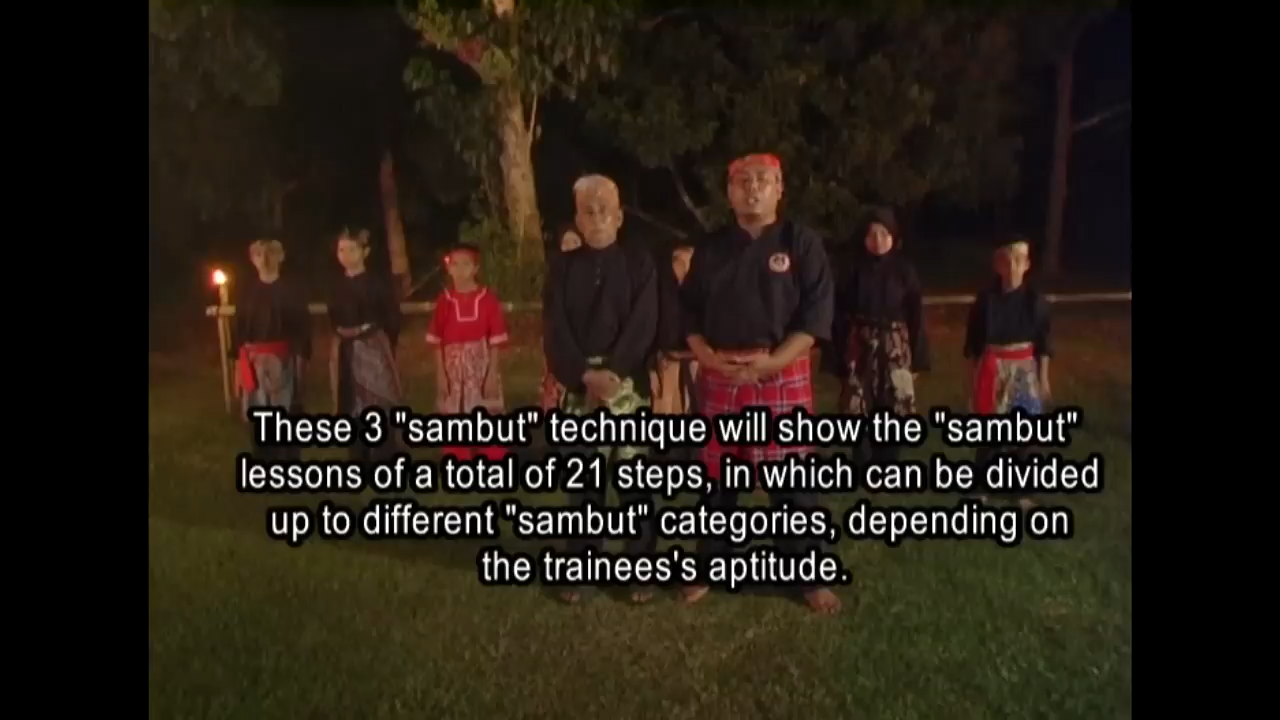 These 3 "sambut" technique will show the "sambut"
lessons of a total of 21 steps, in which can be divided
up to different "sambut" categories, depending on
the trainees's aptitude.